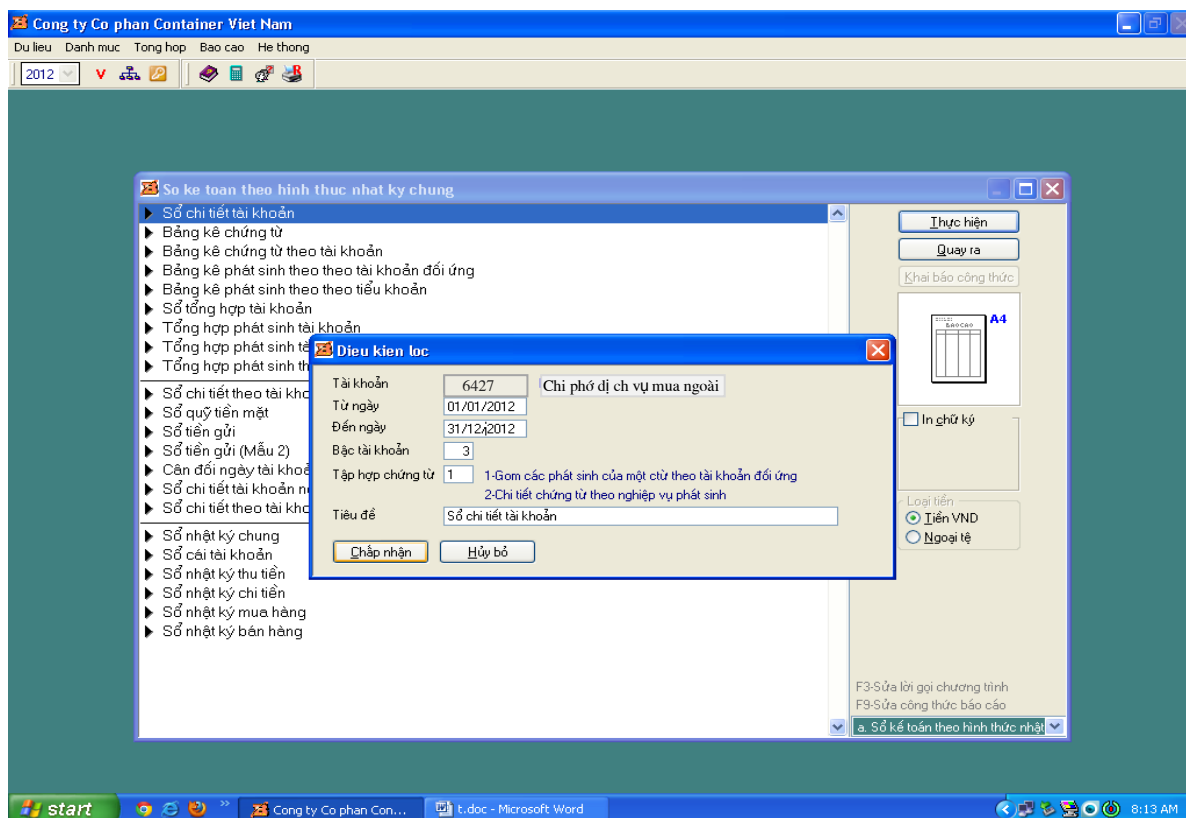 Cong ty Co phan Container Viet Nam
Du lieu Danh muc Tong hop Bao cao He thong
2012
So ke toan theo hinh thuc nhat ky chung
Sổ chi tiết tài khoản
Bảng kê chứng từ
Bảng kê chứng từ theo tài khoản
Bảng kê phát sinh theo theo tài khoản đối ứng
Bảng kê phát sinh theo theo tiểu khoản
Sổ tổng hợp tài khoản
Tổng hợp phát sinh tài khoản
Tổng hợp phát sinh tà
Tổng hợp phát sinh th
Sổ chi tiết theo tài kho
Sổ quỹ tiền mặt
Sổ tiền gửi
Sổ tiền gửi (Mẫu 2)
Cân đối ngày tài khoả
Sổ chi tiết tài khoản n
Sổ chi tiết theo tài kho
Sổ nhật ký chung
Sổ cái tài khoản
Sổ nhật ký thu tiền
Sổ nhật ký chi tiền
Sổ nhật ký mua hàng
Sổ nhật ký bán hàng
Dieu kien loc
Tài khoản 6427 Chi phớ dị ch vụ mua ngoài
Từ ngày 01/01/2012
Đến ngày 31/12/2012
Bậc tài khoản 3
Tập hợp chứng từ 1 1-Gom các phát sinh của một ctừ theo tài khoản đối ứng
2-Chi tiết chứng từ theo nghiệp vụ phát sinh
Tiêu đề Sổ chi tiết tài khoản
Chấp nhận Hủy bỏ
Thực hiện
Quay ra
Khai báo công thức
BAO CAO
A4
In chữ ký
Loại tiền
Tiền VND
Ngoại tệ
F3-Sửa lời gọi chương trình
F9-Sửa công thức báo cáo
a. Sổ kế toán theo hình thức nhật
start Cong ty Co phan Con... t.doc - Microsoft Word 8:13 AM